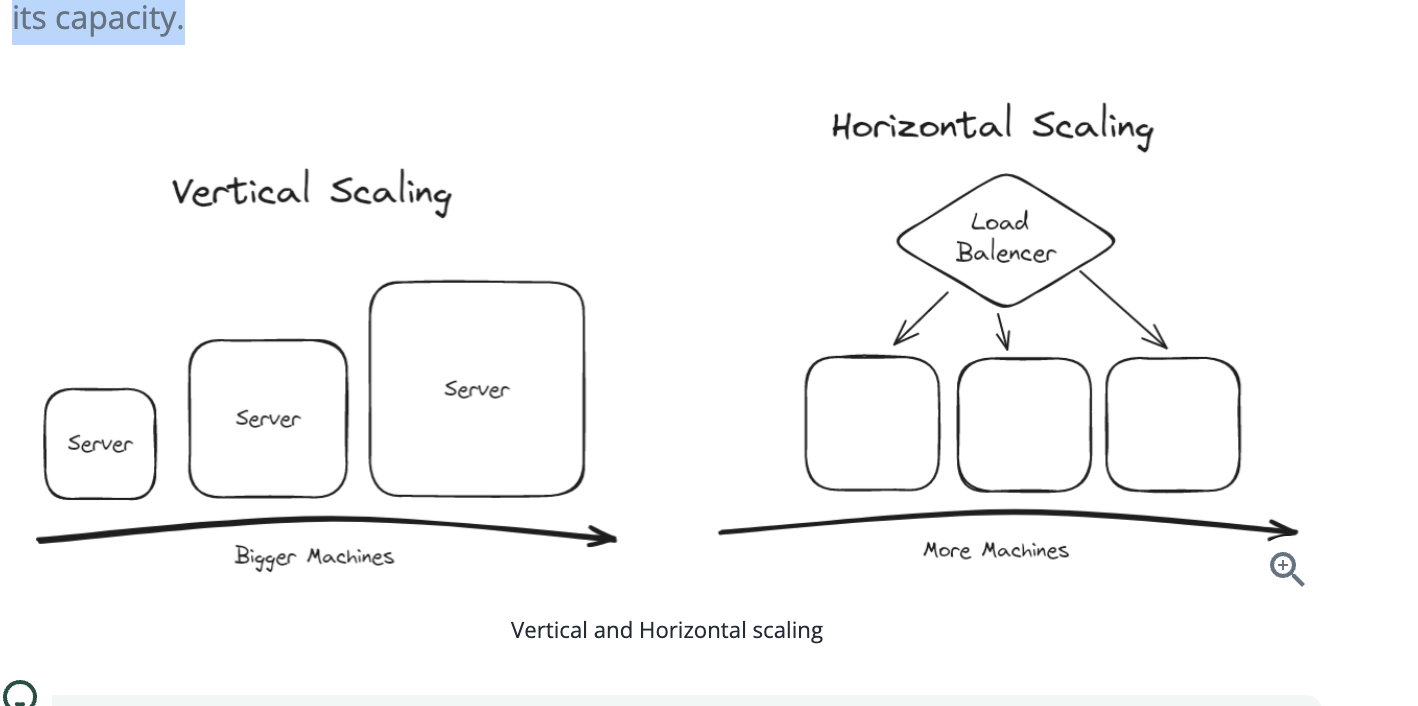 its capacity.
Vertical Scaling
Server
Server
Server
Bigger Machines
Horizontal Scaling
Load
Balencer
More Machines
Vertical and Horizontal scaling